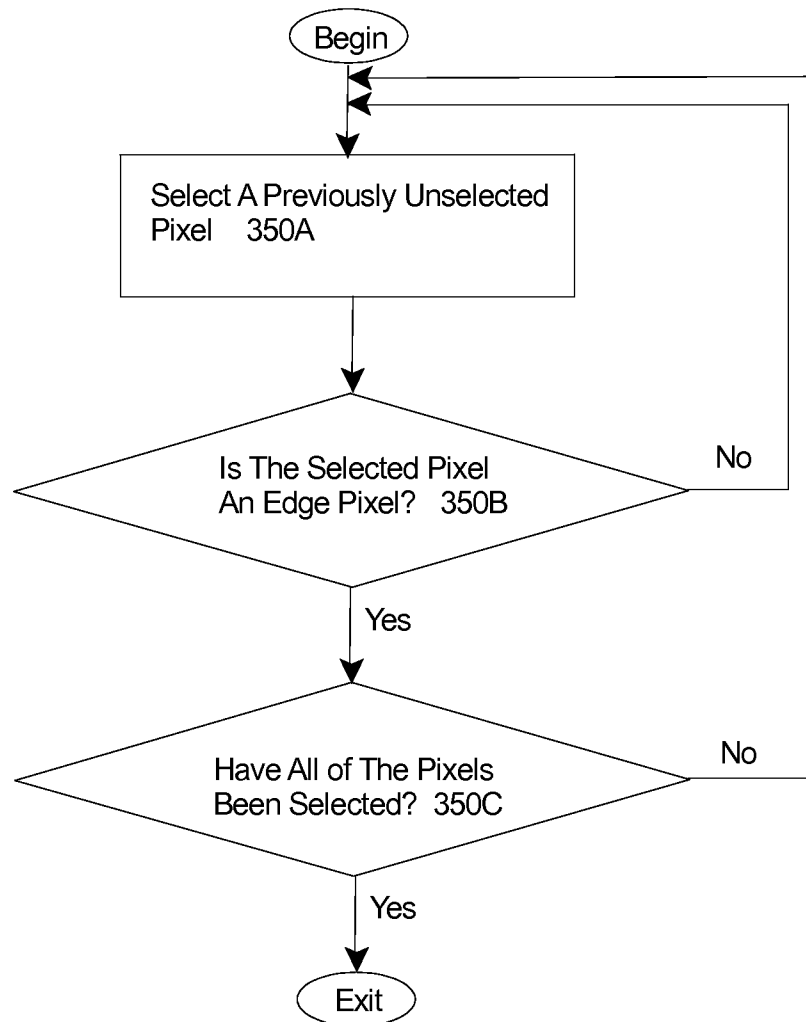 Begin
Select A Previously Unselected
Pixel 350A
Is The Selected Pixel
An Edge Pixel? 350B
No
Yes
Have All of The Pixels
Been Selected? 350C
No
Yes
Exit